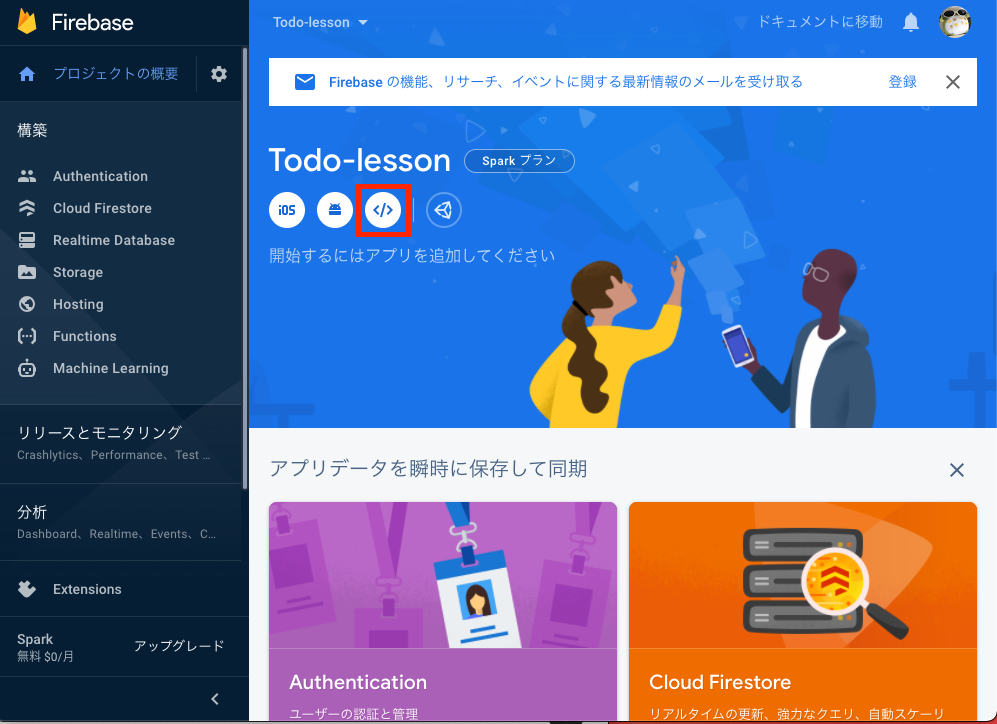 Firebase
Todo-lesson
ドキュメントに移動
プロジェクトの概要
Firebase の機能、リサーチ、イベントに関する最新情報のメールを受け取る
登録
構築
Authentication
Cloud Firestore
Realtime Database
Storage
Hosting
Functions
Machine Learning
リリースとモニタリング
Crashlytics、Performance、Test ...
分析
Dashboard、Realtime、Events、C...
Extensions
Spark
無料 $0/月
アップグレード
Todo-lesson
Spark プラン
iOS
</>
開始するにはアプリを追加してください
アプリデータを瞬時に保存して同期
Authentication
ユーザーの認証と管理
Cloud Firestore
リアルタイムの更新、強力なクエリ、自動スケーリ